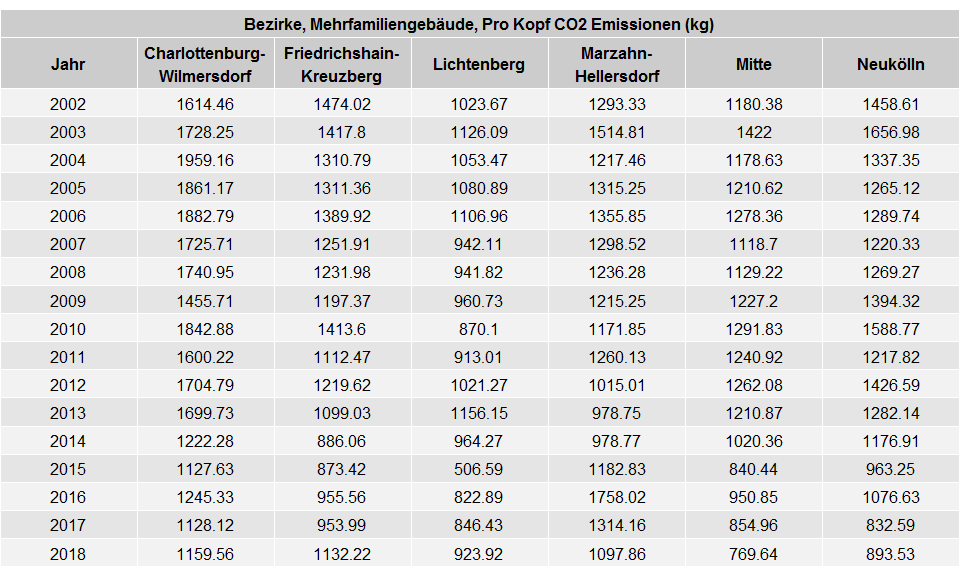 Bezirke, Mehrfamiliengebäude, Pro Kopf CO2 Emissionen (kg)
Jahr Charlottenburg-Wilmersdorf Friedrichshain-Kreuzberg Lichtenberg Marzahn-Hellersdorf Mitte Neukölln
2002 1614.46 1474.02 1023.67 1293.33 1180.38 1458.61
2003 1728.25 1417.8 1126.09 1514.81 1422 1656.98
2004 1959.16 1310.79 1053.47 1217.46 1178.63 1337.35
2005 1861.17 1311.36 1080.89 1315.25 1210.62 1265.12
2006 1882.79 1389.92 1106.96 1355.85 1278.36 1289.74
2007 1725.71 1251.91 942.11 1298.52 1118.7 1220.33
2008 1740.95 1231.98 941.82 1236.28 1129.22 1269.27
2009 1455.71 1197.37 960.73 1215.25 1227.2 1394.32
2010 1842.88 1413.6 870.1 1171.85 1291.83 1588.77
2011 1600.22 1112.47 913.01 1260.13 1240.92 1217.82
2012 1704.79 1219.62 1021.27 1015.01 1262.08 1426.59
2013 1699.73 1099.03 1156.15 978.75 1210.87 1282.14
2014 1222.28 886.06 964.27 978.77 1020.36 1176.91
2015 1127.63 873.42 506.59 1182.83 840.44 963.25
2016 1245.33 955.56 822.89 1758.02 950.85 1076.63
2017 1128.12 953.99 846.43 1314.16 854.96 832.59
2018 1159.56 1132.22 923.92 1097.86 769.64 893.53